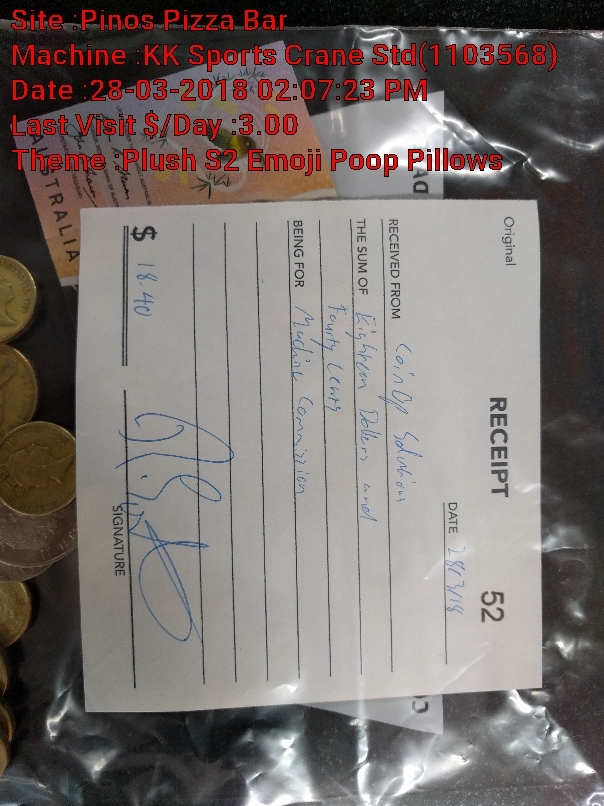 Site :Pinos Pizza Bar
Machine :KK Sports Crane Std(1103568)
Date :28-03-2018 02:07:23 PM
Last Visit $/Day :3.00
Theme :Plush S2 Emoji Poop Pillows
AUSTRALIA
Original
RECEIPT 52
DATE 28/3/18
RECEIVED FROM Coin Op Solutions
THE SUM OF Eighteen Dollars and
Fourty Cents
BEING FOR Machine Commission
$ 18.40
SIGNATURE